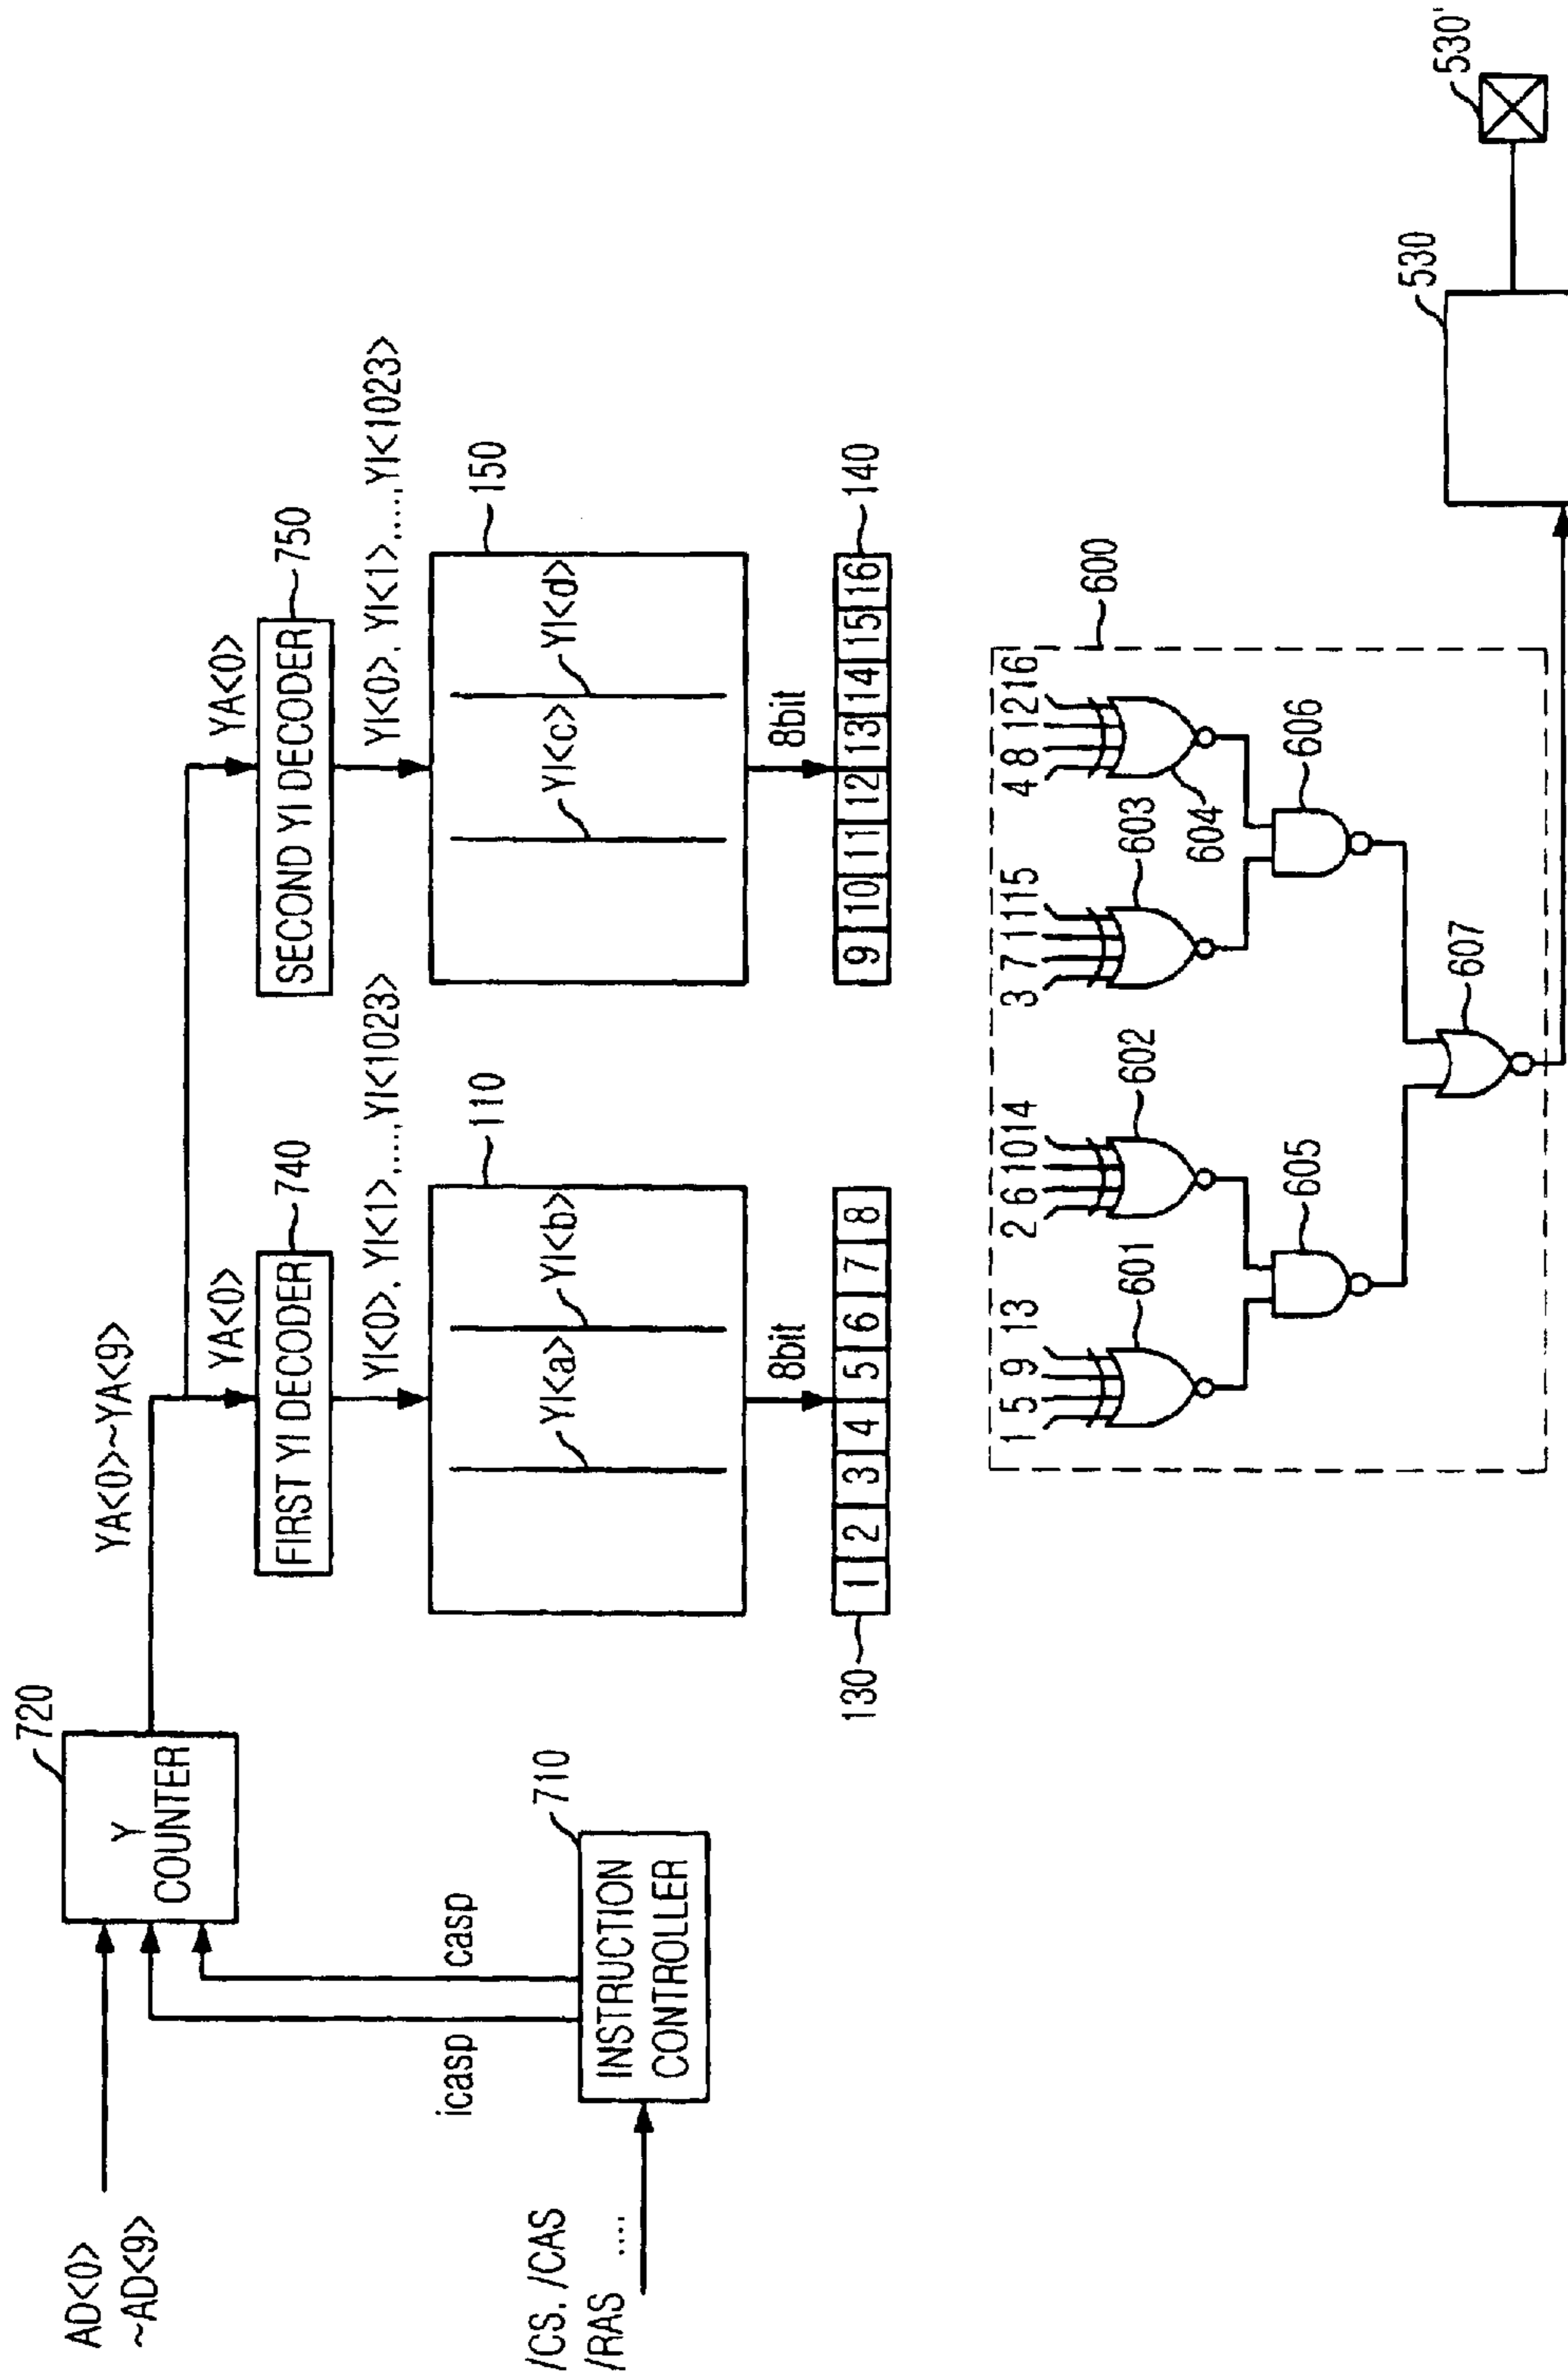 AD<0>
~AD<9>
720
Y
COUNTER
icasp
casp
/CS. /CAS
/RAS ....
710
INSTRUCTION
CONTROLLER
YA<0>~YA<9>
YA<0>
740
FIRST YI DECODER
YI<0>, YI<1>,...., YI<1023>
110
YI<a>
YI<b>
8bit
130
1 2 3 4 5 6 7 8
YA<0>
750
SECOND YI DECODER
YI<0>, YI<1>,...., YI<1023>
150
YI<c>
YI<d>
8bit
9 10 11 12 13 14 15 16
140
600
1 5 9 13
2 6 10 14
3 7 11 15
4 8 12 16
601
602
603
604
605
606
607
530
530'